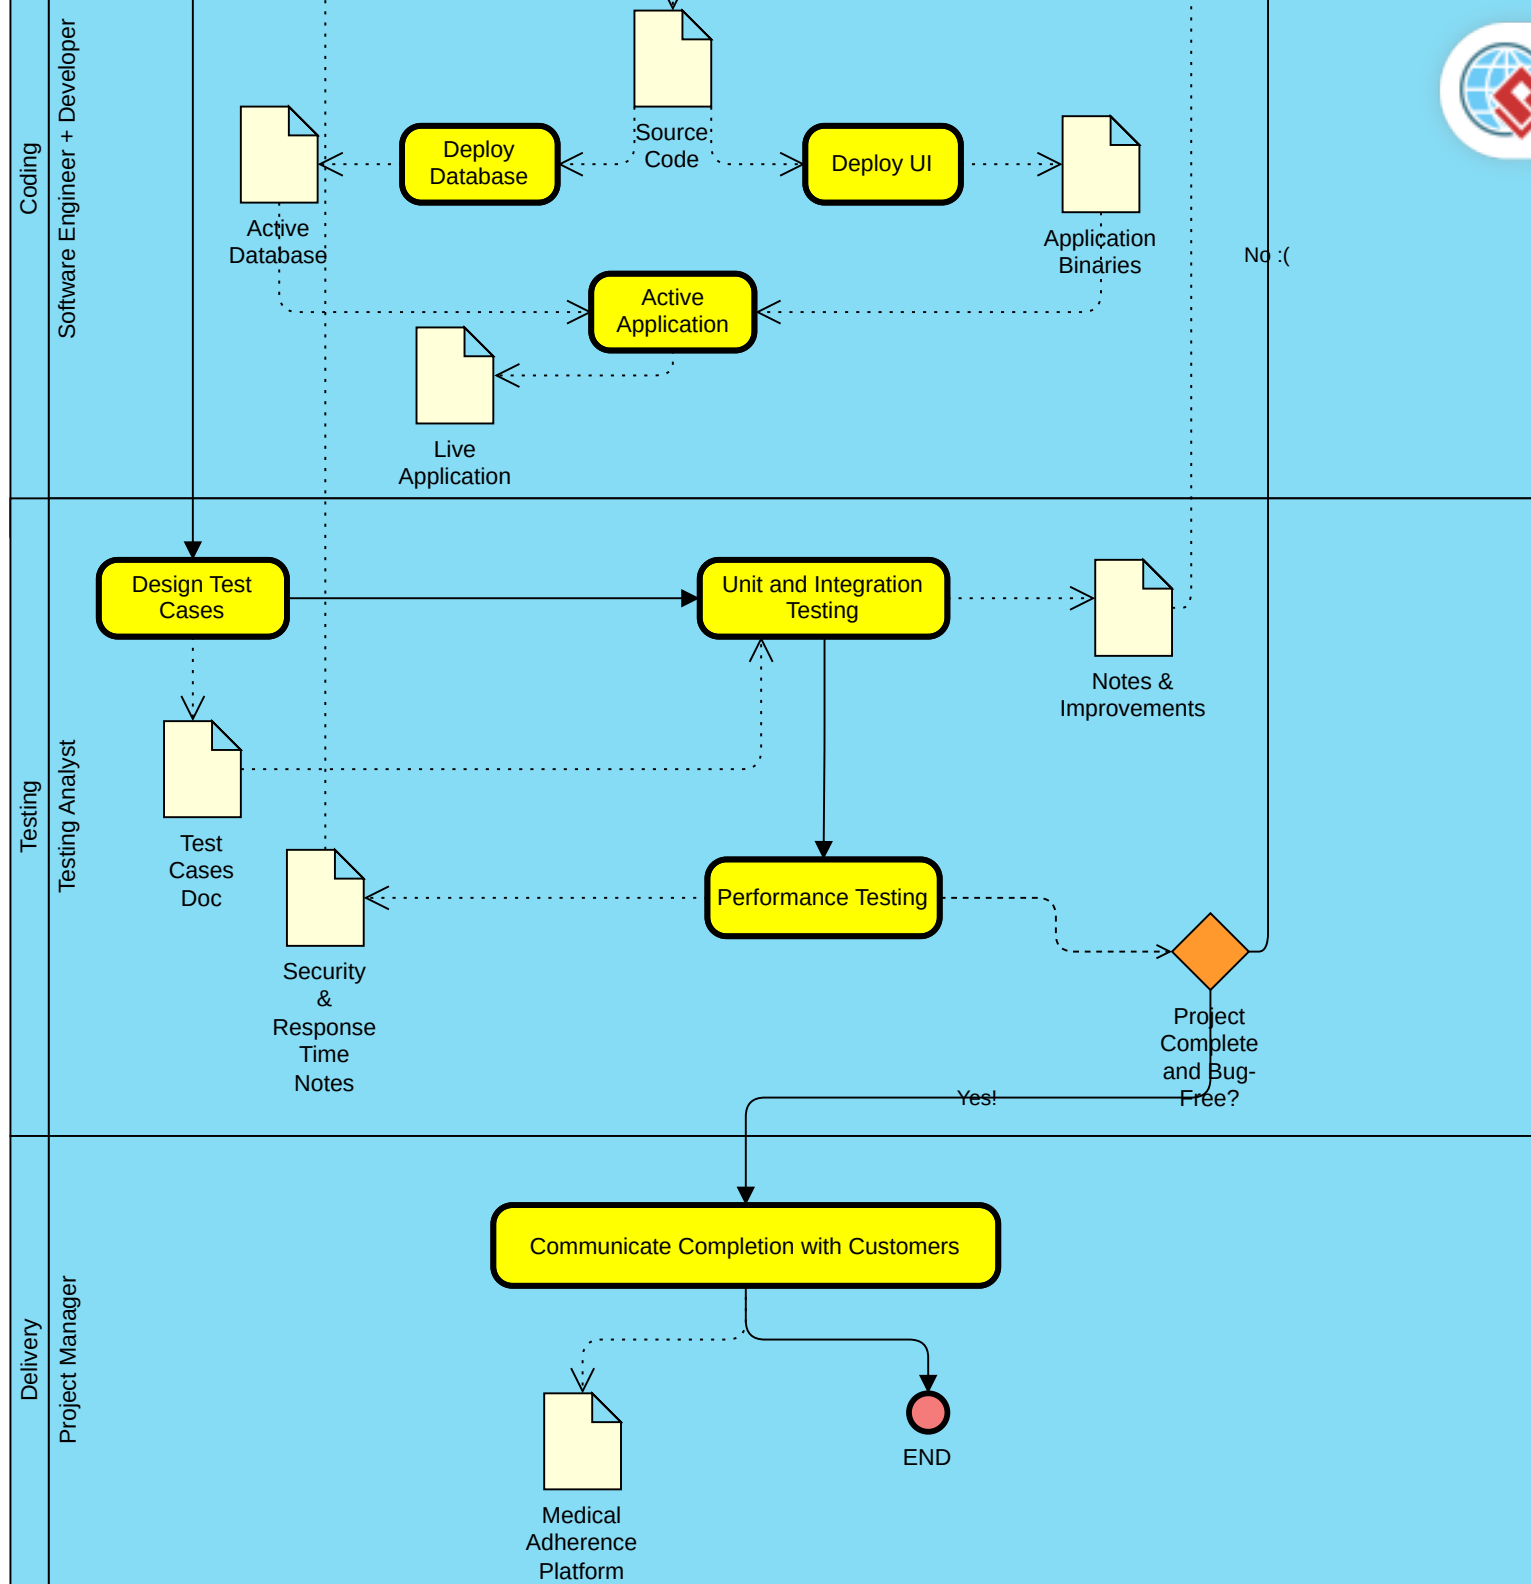 Coding
Software Engineer + Developer
Source
Code
Deploy
Database
Deploy UI
Active
Database
Application
Binaries
No :(
Active
Application
Live
Application
Testing
Testing Analyst
Design Test
Cases
Unit and Integration
Testing
Notes &
Improvements
Test
Cases
Doc
Performance Testing
Security
&
Response
Time
Notes
Project
Complete
and Bug-
Free?
Yes!
Delivery
Project Manager
Communicate Completion with Customers
END
Medical
Adherence
Platform